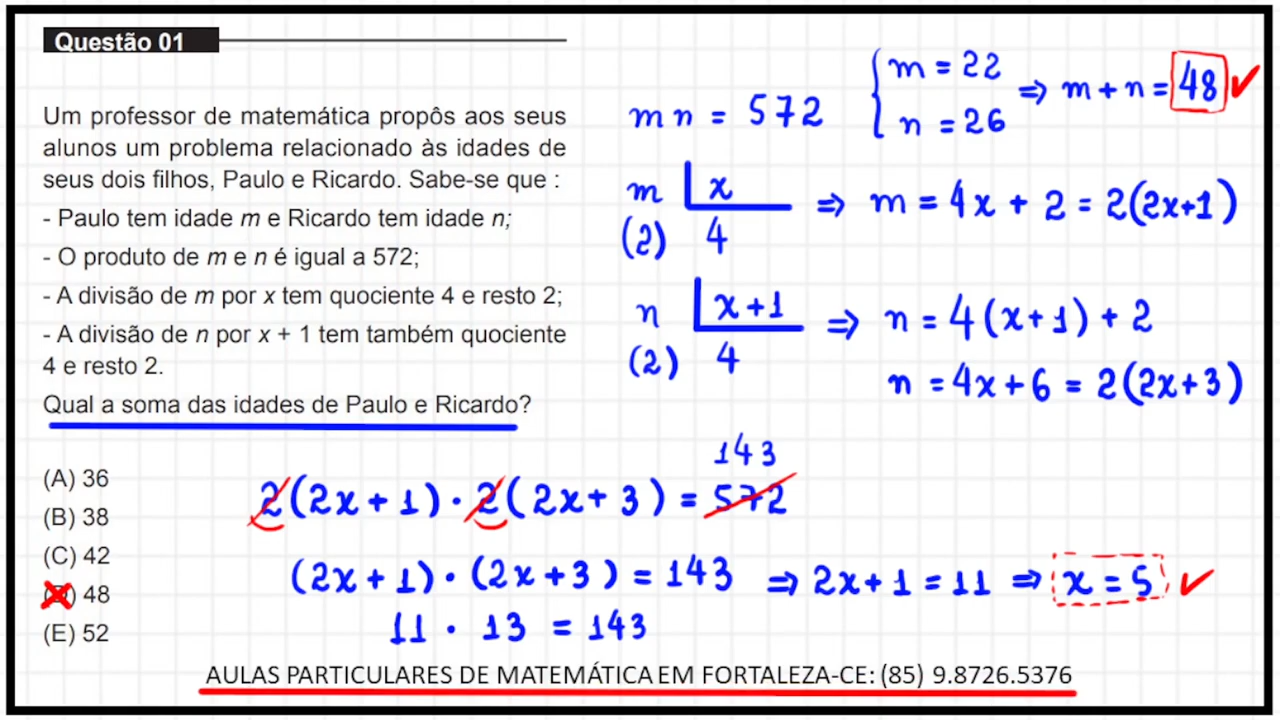 Questão 01
Um professor de matemática propôs aos seus
alunos um problema relacionado às idades de
seus dois filhos, Paulo e Ricardo. Sabe-se que :
- Paulo tem idade m e Ricardo tem idade n;
- O produto de m e n é igual a 572;
- A divisão de m por x tem quociente 4 e resto 2;
- A divisão de n por x + 1 tem também quociente
4 e resto 2.
Qual a soma das idades de Paulo e Ricardo?
(A) 36
(B) 38
(C) 42
) 48
(E) 52
m n = 572
m = 22
n = 26
⇒ m + n = 48 ✓
m x
(2) 4
⇒ m = 4x + 2 = 2(2x+1)
n x+1
(2) 4
⇒ n = 4(x+1) + 2
n = 4x+6 = 2(2x+3)
143
2(2x+1) · 2(2x+3) = 572
(2x+1) · (2x+3) = 143 ⇒ 2x+1 = 11 ⇒ x = 5 ✓
11 · 13 = 143
AULAS PARTICULARES DE MATEMÁTICA EM FORTALEZA-CE: (85) 9.8726.5376